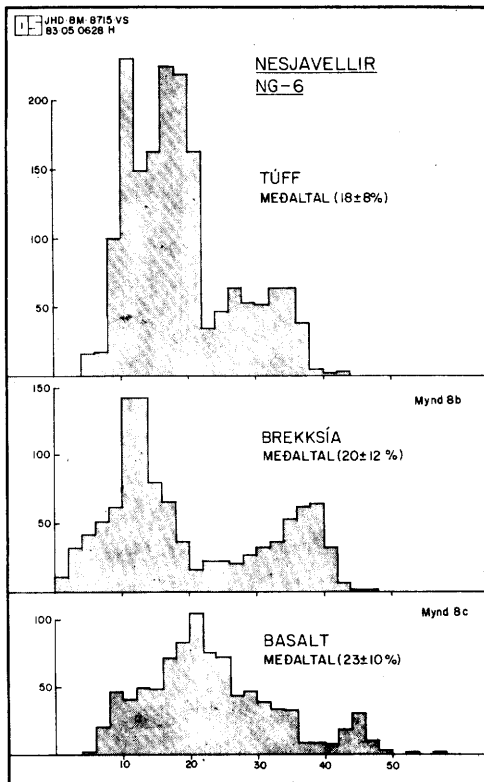 JHD·BM·8715 VS
83·05·0628 H
NESJAVELLIR
NG-6
TÚFF
MEÐALTAL (18±8%)
200
150
100
50
Mynd 8b
BREKKSÍA
MEÐALTAL (20±12 %)
150
100
50
Mynd 8c
BASALT
MEÐALTAL (23±10%)
100
50
10 20 30 40 50